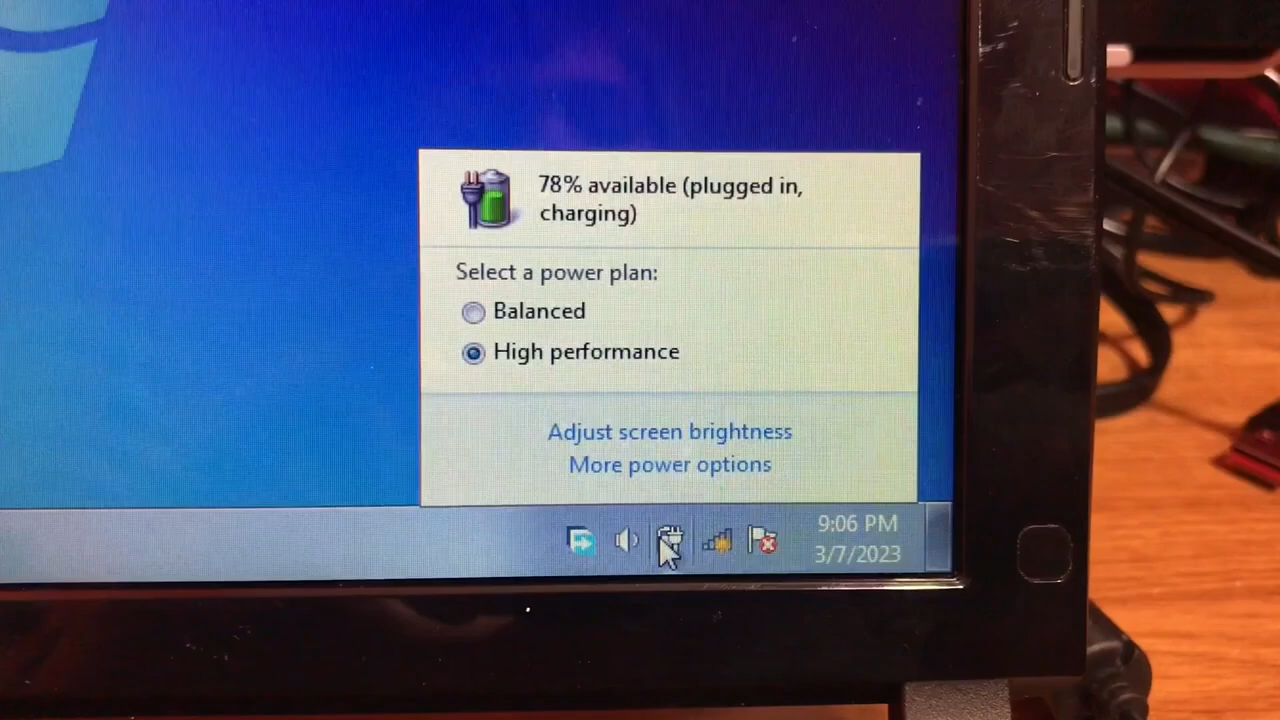 78% available (plugged in,
charging)
Select a power plan:
Balanced
High performance
Adjust screen brightness
More power options
9:06 PM
3/7/2023